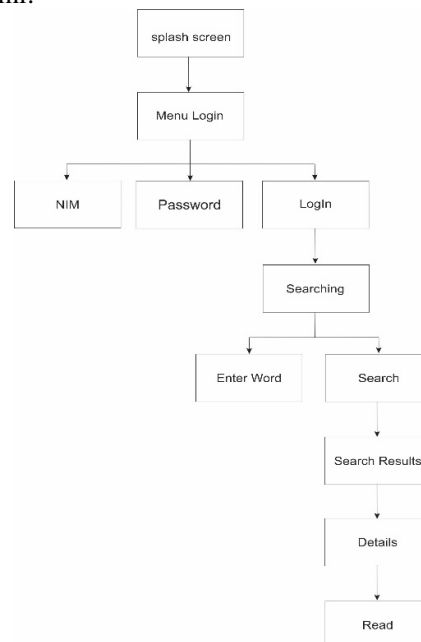 splash screen
Menu Login
NIM
Password
LogIn
Searching
Enter Word
Search
Search Results
Details
Read